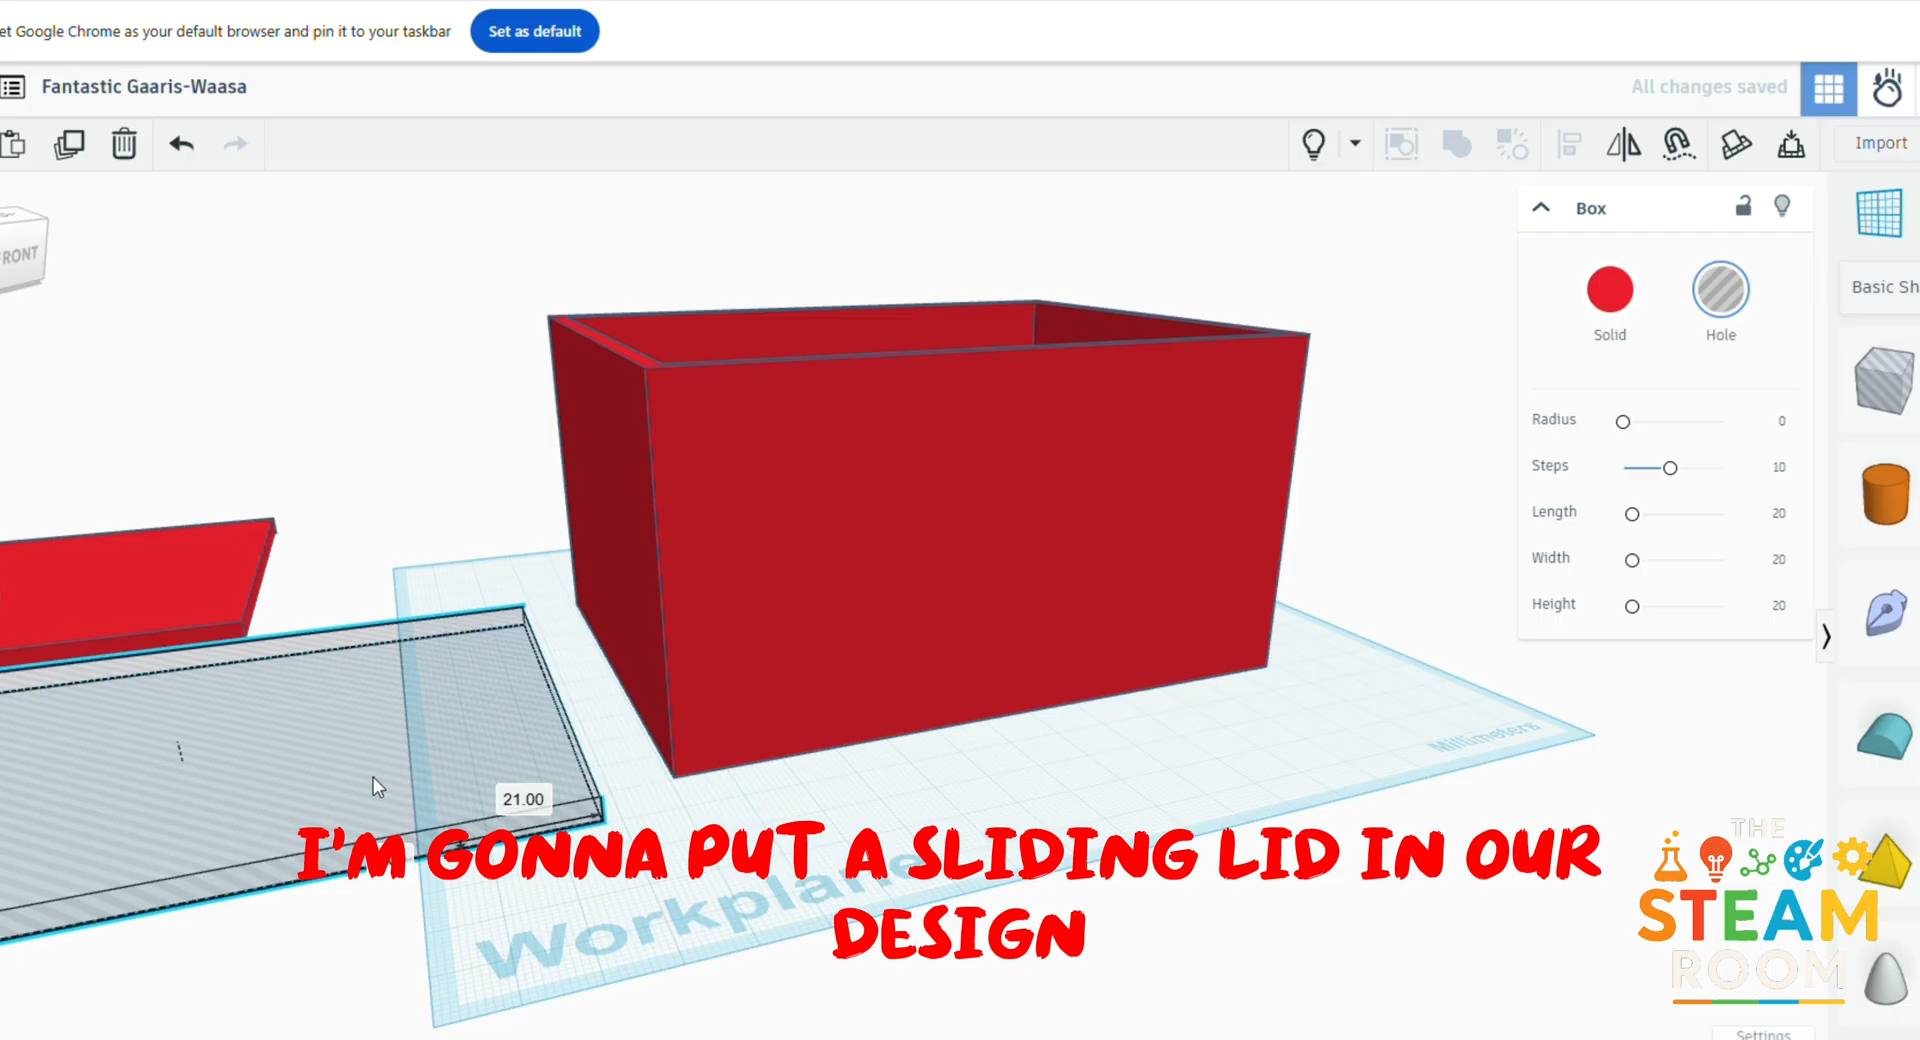 et Google Chrome as your default browser and pin it to your taskbar
Set as default
Fantastic Gaaris-Waasa
All changes saved
Import
FRONT
Box
Solid
Hole
Basic Sh
Radius
0
Steps
10
Length
20
Width
20
Height
20
Millimeters
21.00
Workplane
I'M GONNA PUT A SLIDING LID IN OUR
DESIGN
THE
STEAM
ROOM
Settings